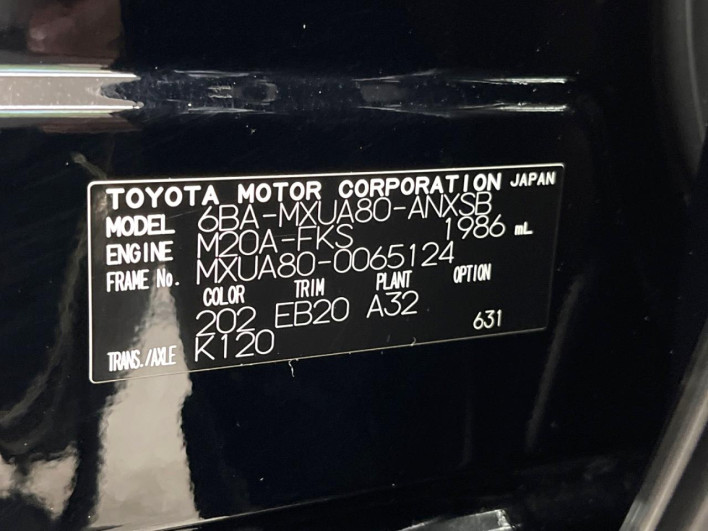 TOYOTA MOTOR CORPORATION JAPAN
MODEL 6BA-MXUA80-ANXSB
ENGINE M20A-FKS 1986 mL
FRAME No. MXUA80-0065124
COLOR TRIM PLANT OPTION
202 EB20 A32
TRANS./AXLE K120 631